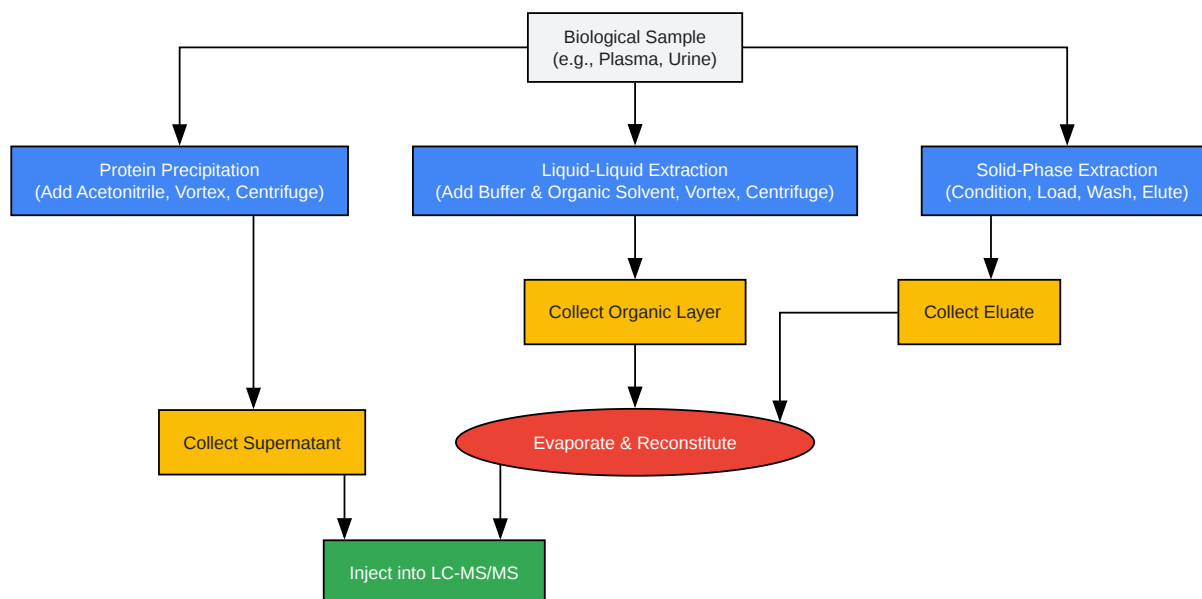 Biological Sample
(e.g., Plasma, Urine)
Protein Precipitation
(Add Acetonitrile, Vortex, Centrifuge)
Liquid-Liquid Extraction
(Add Buffer & Organic Solvent, Vortex, Centrifuge)
Solid-Phase Extraction
(Condition, Load, Wash, Elute)
Collect Organic Layer
Collect Eluate
Collect Supernatant
Evaporate & Reconstitute
Inject into LC-MS/MS